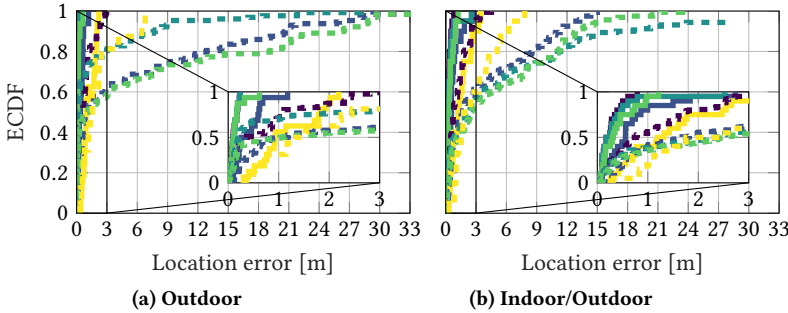 1
0.8
0.6
0.4
0.2
0
ECDF
1
0.5
0
0 1 2 3
0 3 6 9 12 15 18 21 24 27 30 33
Location error [m]
(a) Outdoor
1
0.5
0
0 1 2 3
0 3 6 9 12 15 18 21 24 27 30 33
Location error [m]
(b) Indoor/Outdoor